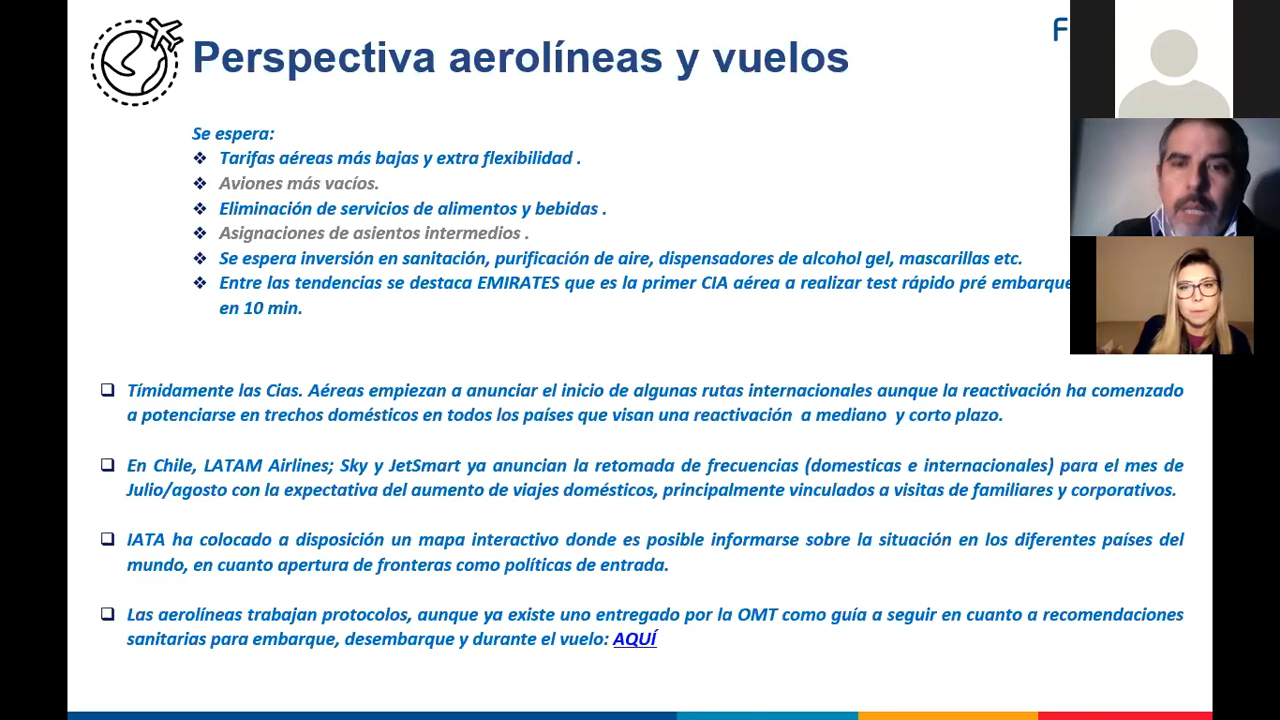 Perspectiva aerolíneas y vuelos
F
Se espera:
❖ Tarifas aéreas más bajas y extra flexibilidad .
❖ Aviones más vacíos.
❖ Eliminación de servicios de alimentos y bebidas .
❖ Asignaciones de asientos intermedios .
❖ Se espera inversión en sanitación, purificación de aire, dispensadores de alcohol gel, mascarillas etc.
❖ Entre las tendencias se destaca EMIRATES que es la primer CIA aérea a realizar test rápido pré embarque
en 10 min.
❑ Tímidamente las Cias. Aéreas empiezan a anunciar el inicio de algunas rutas internacionales aunque la reactivación ha comenzado
a potenciarse en trechos domésticos en todos los países que visan una reactivación a mediano y corto plazo.
❑ En Chile, LATAM Airlines; Sky y JetSmart ya anuncian la retomada de frecuencias (domesticas e internacionales) para el mes de
Julio/agosto con la expectativa del aumento de viajes domésticos, principalmente vinculados a visitas de familiares y corporativos.
❑ IATA ha colocado a disposición un mapa interactivo donde es posible informarse sobre la situación en los diferentes países del
mundo, en cuanto apertura de fronteras como políticas de entrada.
❑ Las aerolíneas trabajan protocolos, aunque ya existe uno entregado por la OMT como guía a seguir en cuanto a recomendaciones
sanitarias para embarque, desembarque y durante el vuelo: AQUÍ